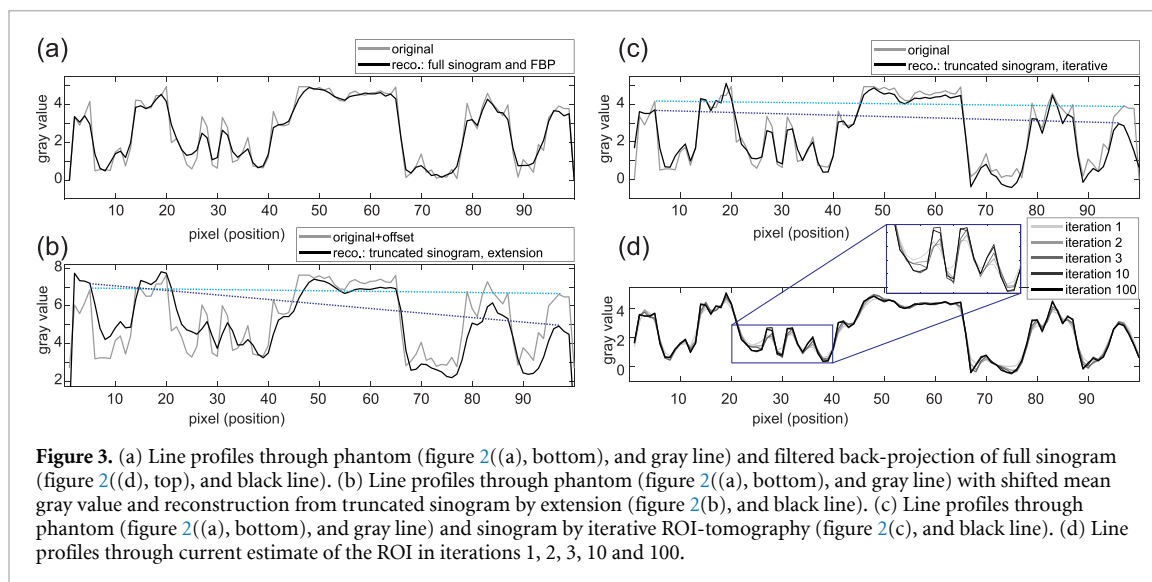 (a)
original
reco.: full sinogram and FBP
gray value
4
2
0
10 20 30 40 50 60 70 80 90
pixel (position)
(b)
original+offset
reco.: truncated sinogram, extension
gray value
8
6
4
2
10 20 30 40 50 60 70 80 90
pixel (position)
(c)
original
reco.: truncated sinogram, iterative
gray value
4
2
0
10 20 30 40 50 60 70 80 90
pixel (position)
(d)
iteration 1
iteration 2
iteration 3
iteration 10
iteration 100
gray value
4
2
0
10 20 30 40 50 60 70 80 90
pixel (position)
Figure 3. (a) Line profiles through phantom (figure 2((a), bottom), and gray line) and filtered back-projection of full sinogram
(figure 2((d), top), and black line). (b) Line profiles through phantom (figure 2((a), bottom), and gray line) with shifted mean
gray value and reconstruction from truncated sinogram by extension (figure 2(b), and black line). (c) Line profiles through
phantom (figure 2((a), bottom), and gray line) and sinogram by iterative ROI-tomography (figure 2(c), and black line). (d) Line
profiles through current estimate of the ROI in iterations 1, 2, 3, 10 and 100.